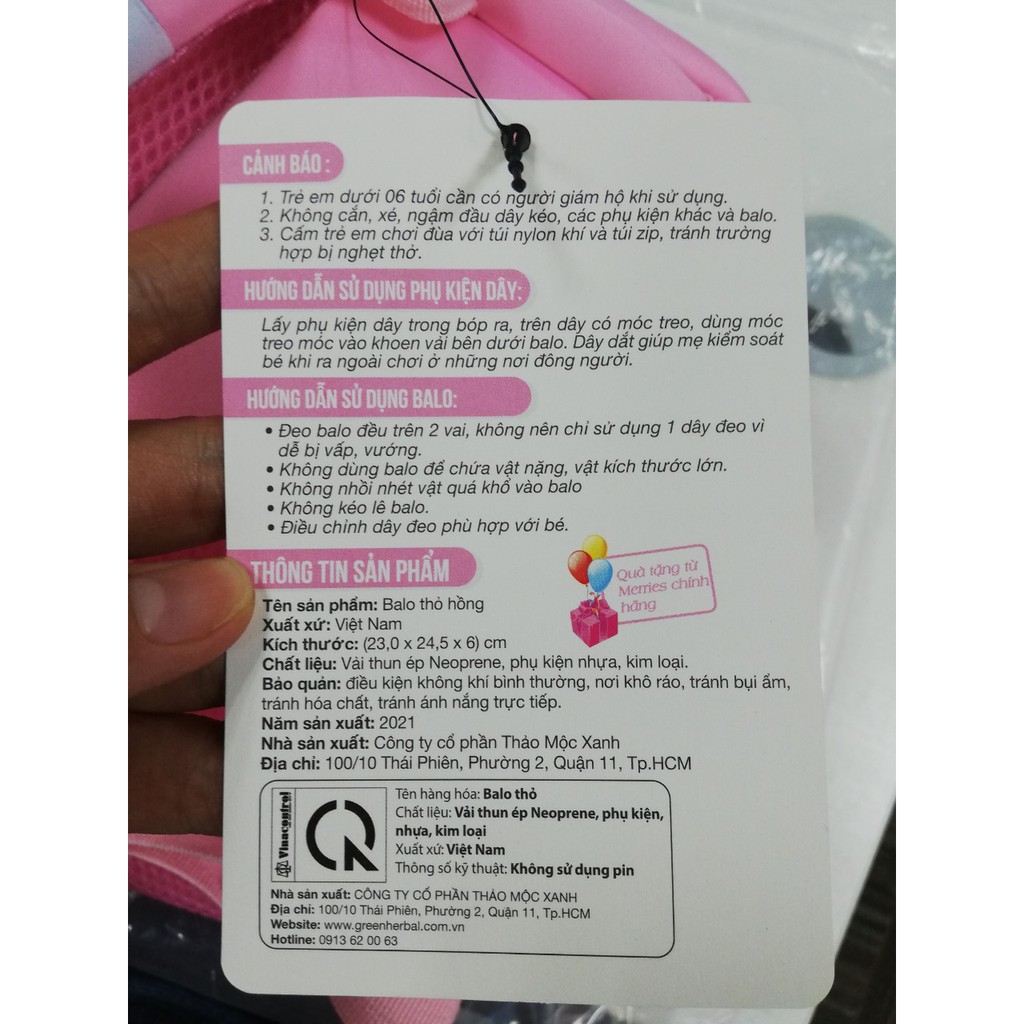 CẢNH BÁO :
1. Trẻ em dưới 06 tuổi cần có người giám hộ khi sử dụng.
2. Không cắn, xé, ngậm đầu dây kéo, các phụ kiện khác và balo.
3. Cấm trẻ em chơi đùa với túi nylon khí và túi zip, tránh trường
hợp bị nghẹt thở.
HƯỚNG DẪN SỬ DỤNG PHỤ KIỆN DÂY:
Lấy phụ kiện dây trong bóp ra, trên dây có móc treo, dùng móc
treo móc vào khoen vải bên dưới balo. Dây dắt giúp mẹ kiểm soát
bé khi ra ngoài chơi ở những nơi đông người.
HƯỚNG DẪN SỬ DỤNG BALO:
• Đeo balo đều trên 2 vai, không nên chỉ sử dụng 1 dây đeo vì
dễ bị vấp, vướng.
• Không dùng balo để chứa vật nặng, vật kích thước lớn.
• Không nhồi nhét vật quá khổ vào balo
• Không kéo lê balo.
• Điều chỉnh dây đeo phù hợp với bé.
THÔNG TIN SẢN PHẨM
Quà tặng từ
Merries chính
hãng
Tên sản phẩm: Balo thỏ hồng
Xuất xứ: Việt Nam
Kích thước: (23,0 x 24,5 x 6) cm
Chất liệu: Vải thun ép Neoprene, phụ kiện nhựa, kim loại.
Bảo quản: điều kiện không khí bình thường, nơi khô ráo, tránh bụi ẩm,
tránh hóa chất, tránh ánh nắng trực tiếp.
Năm sản xuất: 2021
Nhà sản xuất: Công ty cổ phần Thảo Mộc Xanh
Địa chỉ: 100/10 Thái Phiên, Phường 2, Quận 11, Tp.HCM
Vinacontrol
CR
Tên hàng hóa: Balo thỏ
Chất liệu: Vải thun ép Neoprene, phụ kiện,
nhựa, kim loại
Xuất xứ: Việt Nam
Thông số kỹ thuật: Không sử dụng pin
Nhà sản xuất: CÔNG TY CỔ PHẦN THẢO MỘC XANH
Địa chỉ: 100/10 Thái Phiên, Phường 2, Quận 11, Tp.HCM
Website: www.greenherbal.com.vn
Hotline: 0913 62 00 63